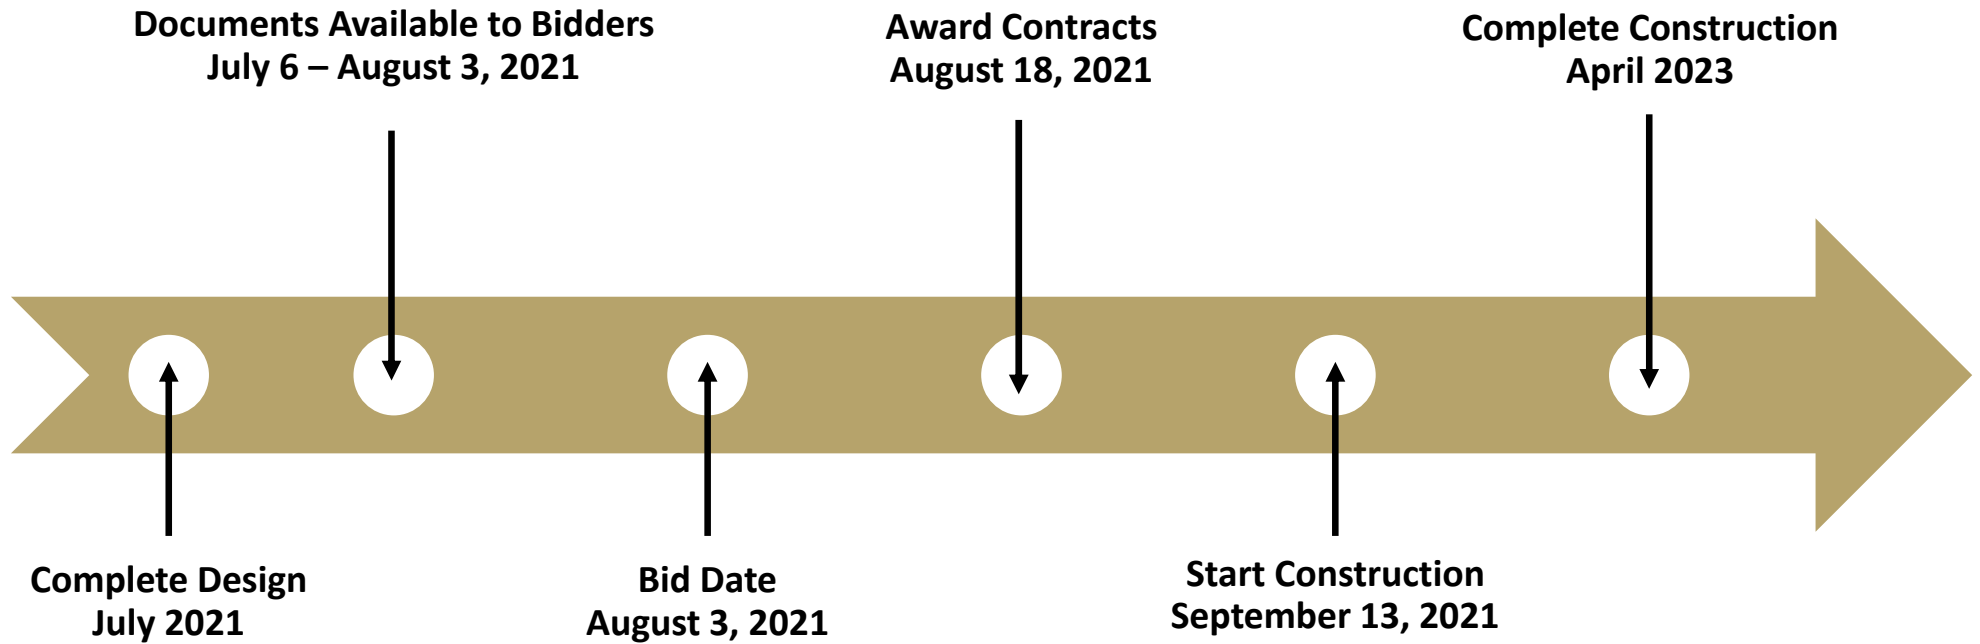 Documents Available to Bidders
July 6 – August 3, 2021
Award Contracts
August 18, 2021
Complete Construction
April 2023
Complete Design
July 2021
Bid Date
August 3, 2021
Start Construction
September 13, 2021